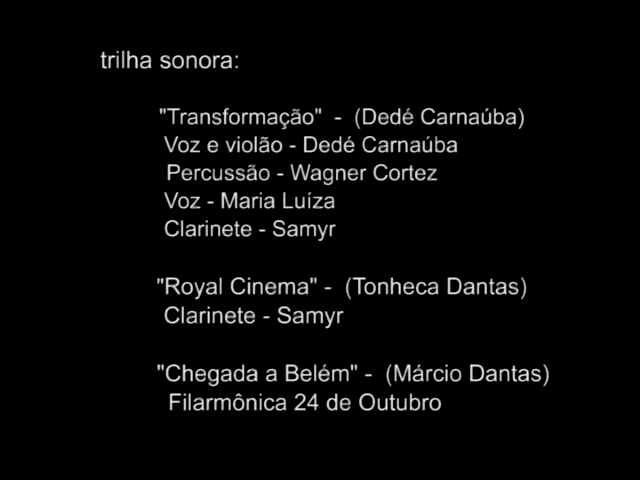 trilha sonora:
"Transformação" - (Dedé Carnaúba)
Voz e violão - Dedé Carnaúba
Percussão - Wagner Cortez
Voz - Maria Luíza
Clarinete - Samyr
"Royal Cinema" - (Tonheca Dantas)
Clarinete - Samyr
"Chegada a Belém" - (Márcio Dantas)
Filarmônica 24 de Outubro